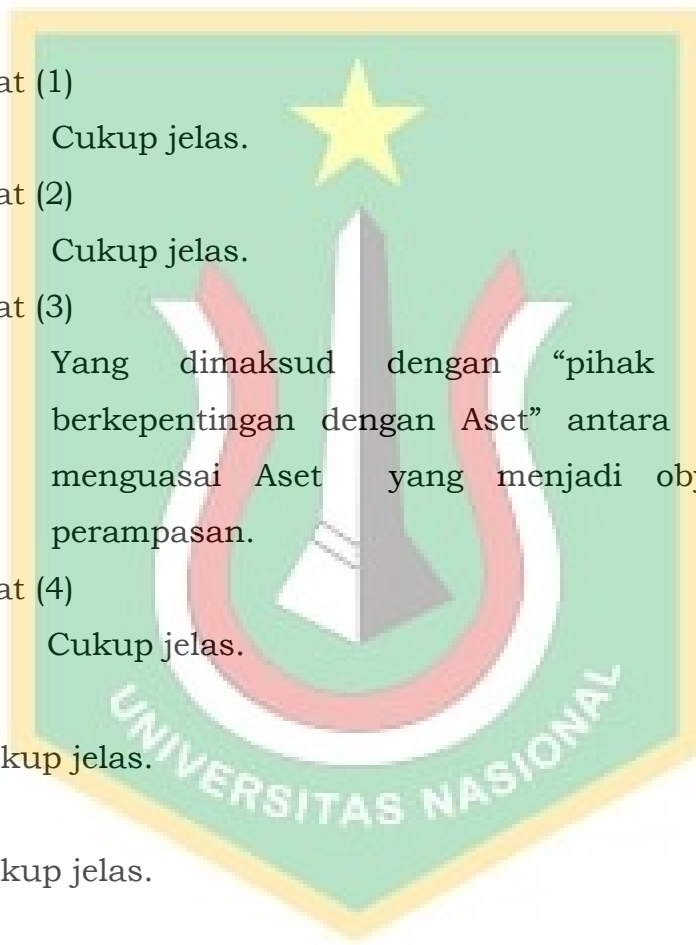 at (1)
Cukup jelas.
at (2)
Cukup jelas.
at (3)
Yang dimaksud dengan “pihak
berkepentingan dengan Aset” antara
menguasai Aset yang menjadi oby
perampasan.
at (4)
Cukup jelas.
kup jelas.
kup jelas.
UNIVERSITAS NASIONAL